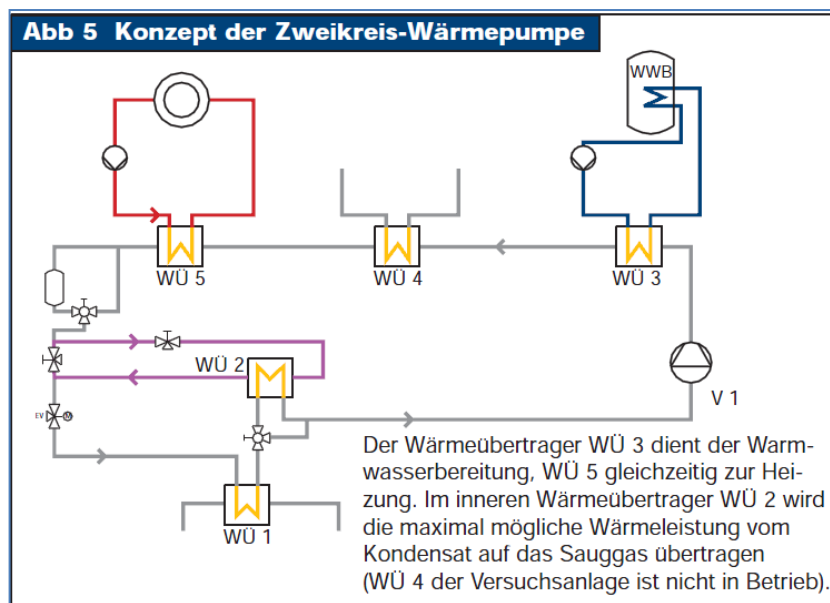 Abb 5 Konzept der Zweikreis-Wärmepumpe
WWB
WÜ 5
WÜ 4
WÜ 3
WÜ 2
V 1
EV
M
WÜ 1
Der Wärmeübertrager WÜ 3 dient der Warm-
wasserbereitung, WÜ 5 gleichzeitig zur Hei-
zung. Im inneren Wärmeübertrager WÜ 2 wird
die maximal mögliche Wärmeleistung vom
Kondensat auf das Sauggas übertragen
(WÜ 4 der Versuchsanlage ist nicht in Betrieb).